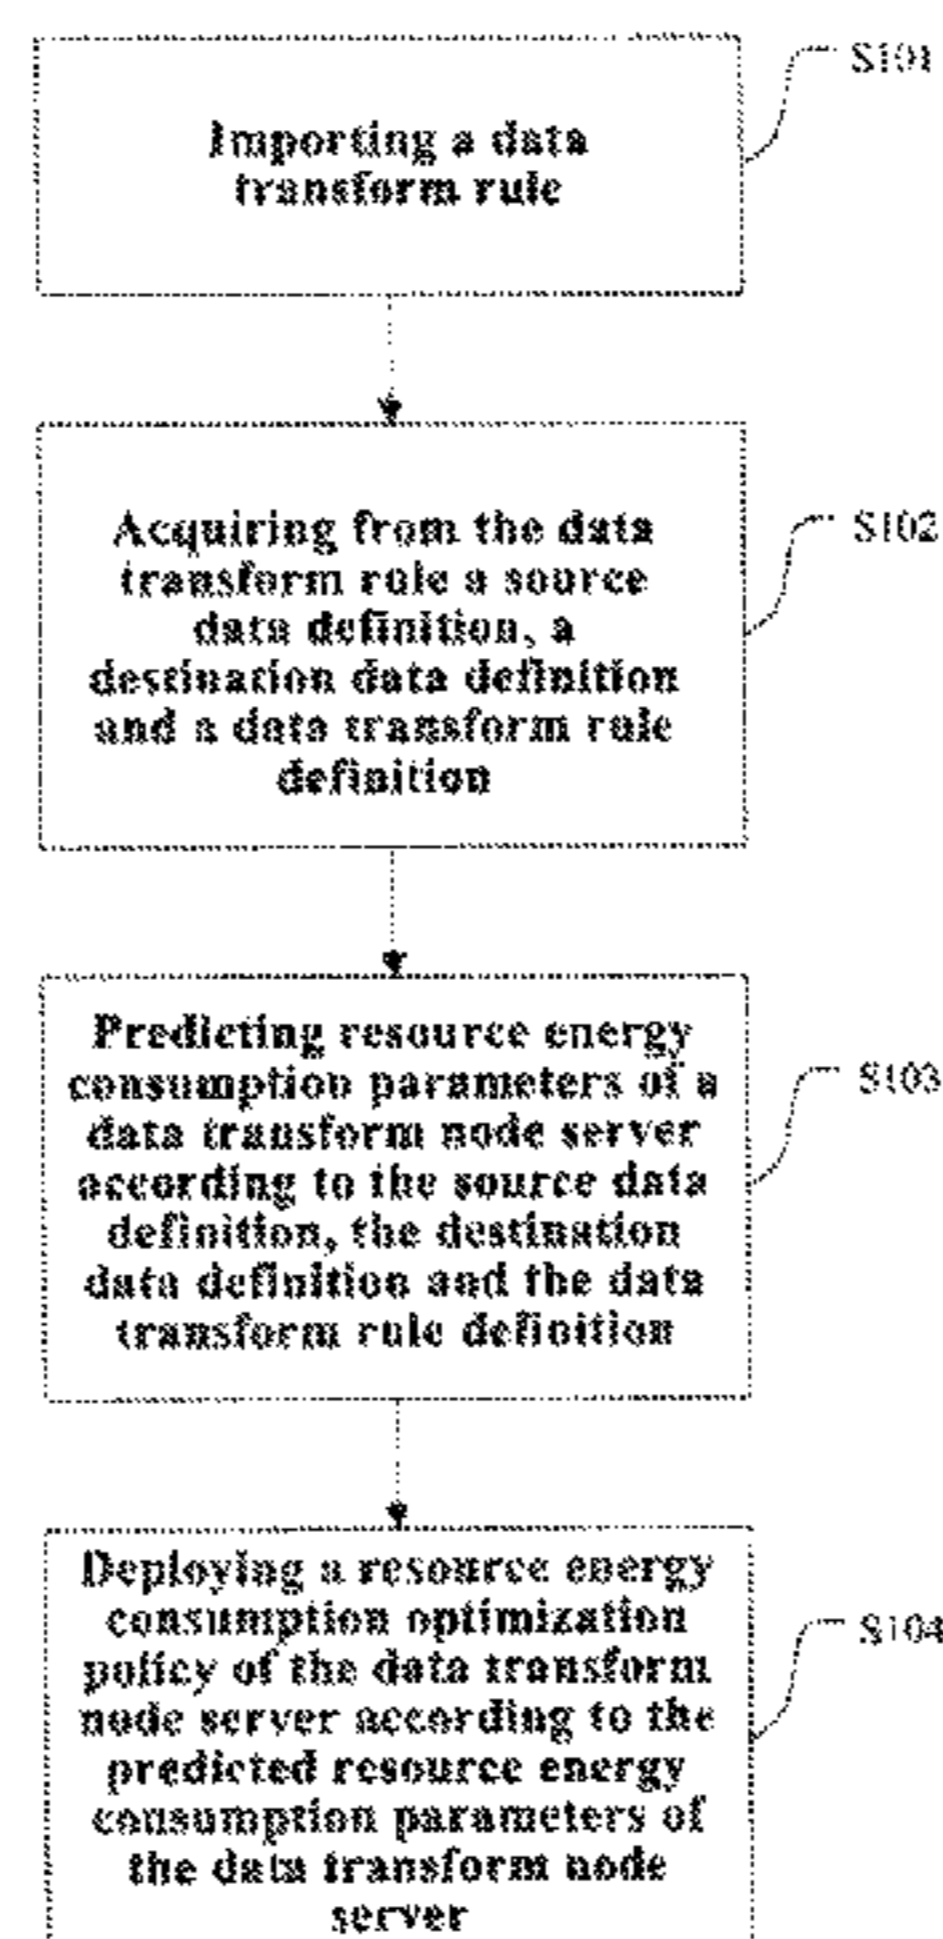 S101
Importing a data
transform rule
S102
Acquiring from the data
transform rule a source
data definition, a
destination data definition
and a data transform rule
definition
S103
Predicting resource energy
consumption parameters of a
data transform node server
according to the source data
definition, the destination
data definition and the data
transform rule definition
S104
Deploying a resource energy
consumption optimization
policy of the data transform
node server according to the
predicted resource energy
consumption parameters of
the data transform node
server